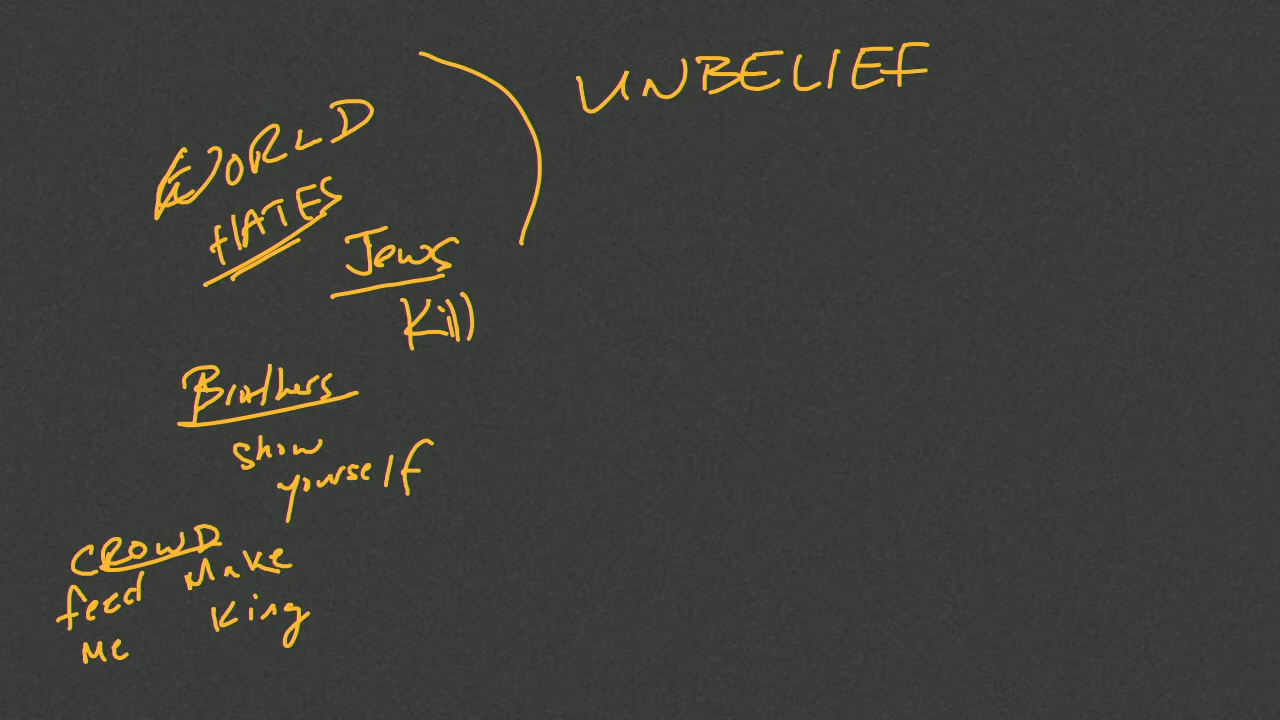 UNBELIEF
WORLD
HATES
Jews
Kill
Brothers
show
yourself
CROWD
feed Make
me King